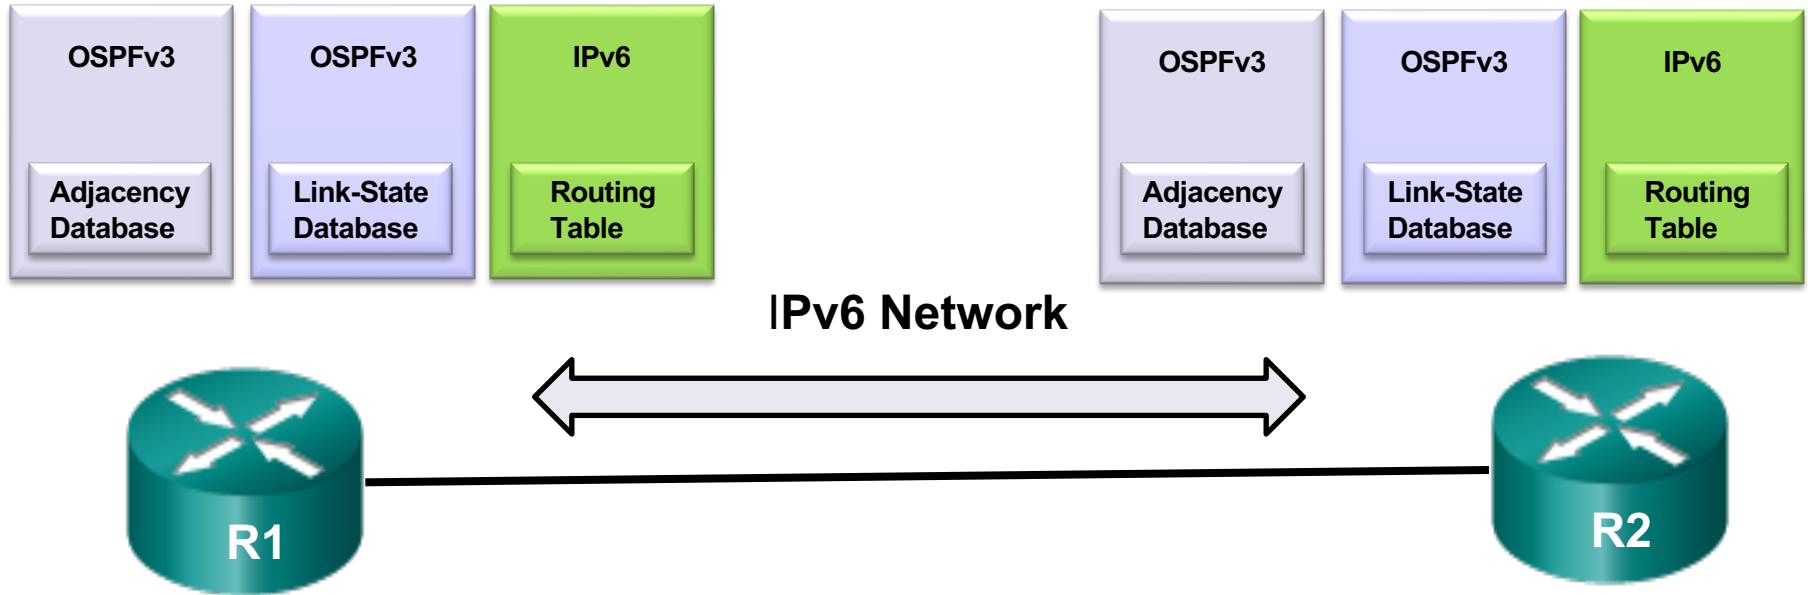 OSPFv3
Adjacency
Database
OSPFv3
Link-State
Database
IPv6
Routing
Table
OSPFv3
Adjacency
Database
OSPFv3
Link-State
Database
IPv6
Routing
Table
IPv6 Network
R1
R2